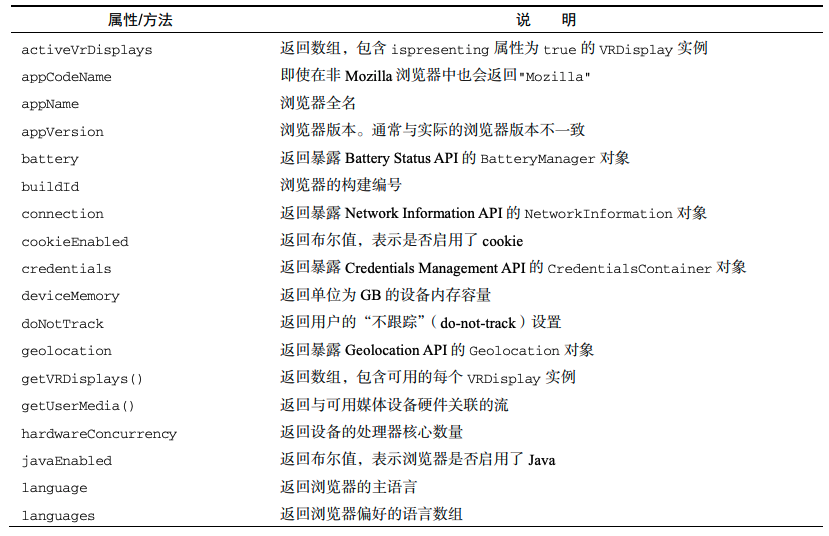 属性/方法 说 明
activeVrDisplays 返回数组，包含 ispresenting 属性为 true 的 VRDisplay 实例
appCodeName 即使在非 Mozilla 浏览器中也会返回"Mozilla"
appName 浏览器全名
appVersion 浏览器版本。通常与实际的浏览器版本不一致
battery 返回暴露 Battery Status API 的 BatteryManager 对象
buildId 浏览器的构建编号
connection 返回暴露 Network Information API 的 NetworkInformation 对象
cookieEnabled 返回布尔值，表示是否启用了 cookie
credentials 返回暴露 Credentials Management API 的 CredentialsContainer 对象
deviceMemory 返回单位为 GB 的设备内存容量
doNotTrack 返回用户的“不跟踪”（do-not-track）设置
geolocation 返回暴露 Geolocation API 的 Geolocation 对象
getVRDisplays() 返回数组，包含可用的每个 VRDisplay 实例
getUserMedia() 返回与可用媒体设备硬件关联的流
hardwareConcurrency 返回设备的处理器核心数量
javaEnabled 返回布尔值，表示浏览器是否启用了 Java
language 返回浏览器的主语言
languages 返回浏览器偏好的语言数组